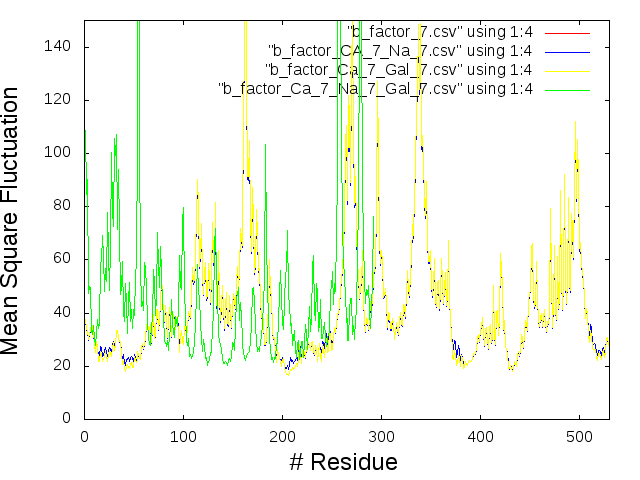 "b_factor_7.csv" using 1:4
"b_factor_CA_7_Na_7.csv" using 1:4
"b_factor_Ca_7_Gal_7.csv" using 1:4
"b_factor_Ca_7_Na_7_Gal_7.csv" using 1:4
140
120
100
80
60
40
20
0
Mean Square Fluctuation
0 100 200 300 400 500
# Residue